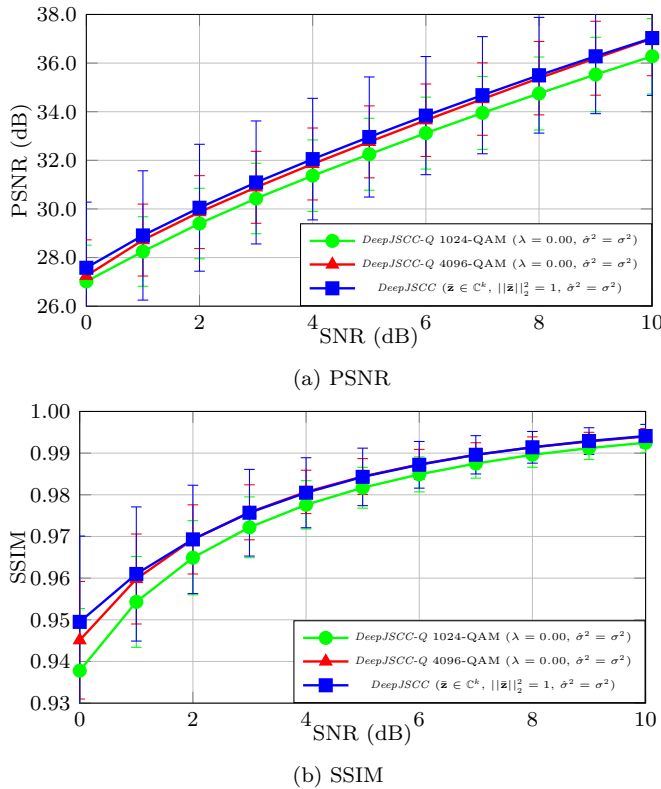 38.0
36.0
34.0
32.0
30.0
28.0
26.0
PSNR (dB)
DeepJSCC-Q 1024-QAM (λ = 0.00, σ̂² = σ²)
DeepJSCC-Q 4096-QAM (λ = 0.00, σ̂² = σ²)
DeepJSCC (z̄ ∈ ℂᵏ, ||z̄||₂² = 1, σ̂² = σ²)
0 2 4 6 8 10
SNR (dB)
(a) PSNR
1.00
0.99
0.98
0.97
0.96
0.95
0.94
0.93
SSIM
DeepJSCC-Q 1024-QAM (λ = 0.00, σ̂² = σ²)
DeepJSCC-Q 4096-QAM (λ = 0.00, σ̂² = σ²)
DeepJSCC (z̄ ∈ ℂᵏ, ||z̄||₂² = 1, σ̂² = σ²)
0 2 4 6 8 10
SNR (dB)
(b) SSIM